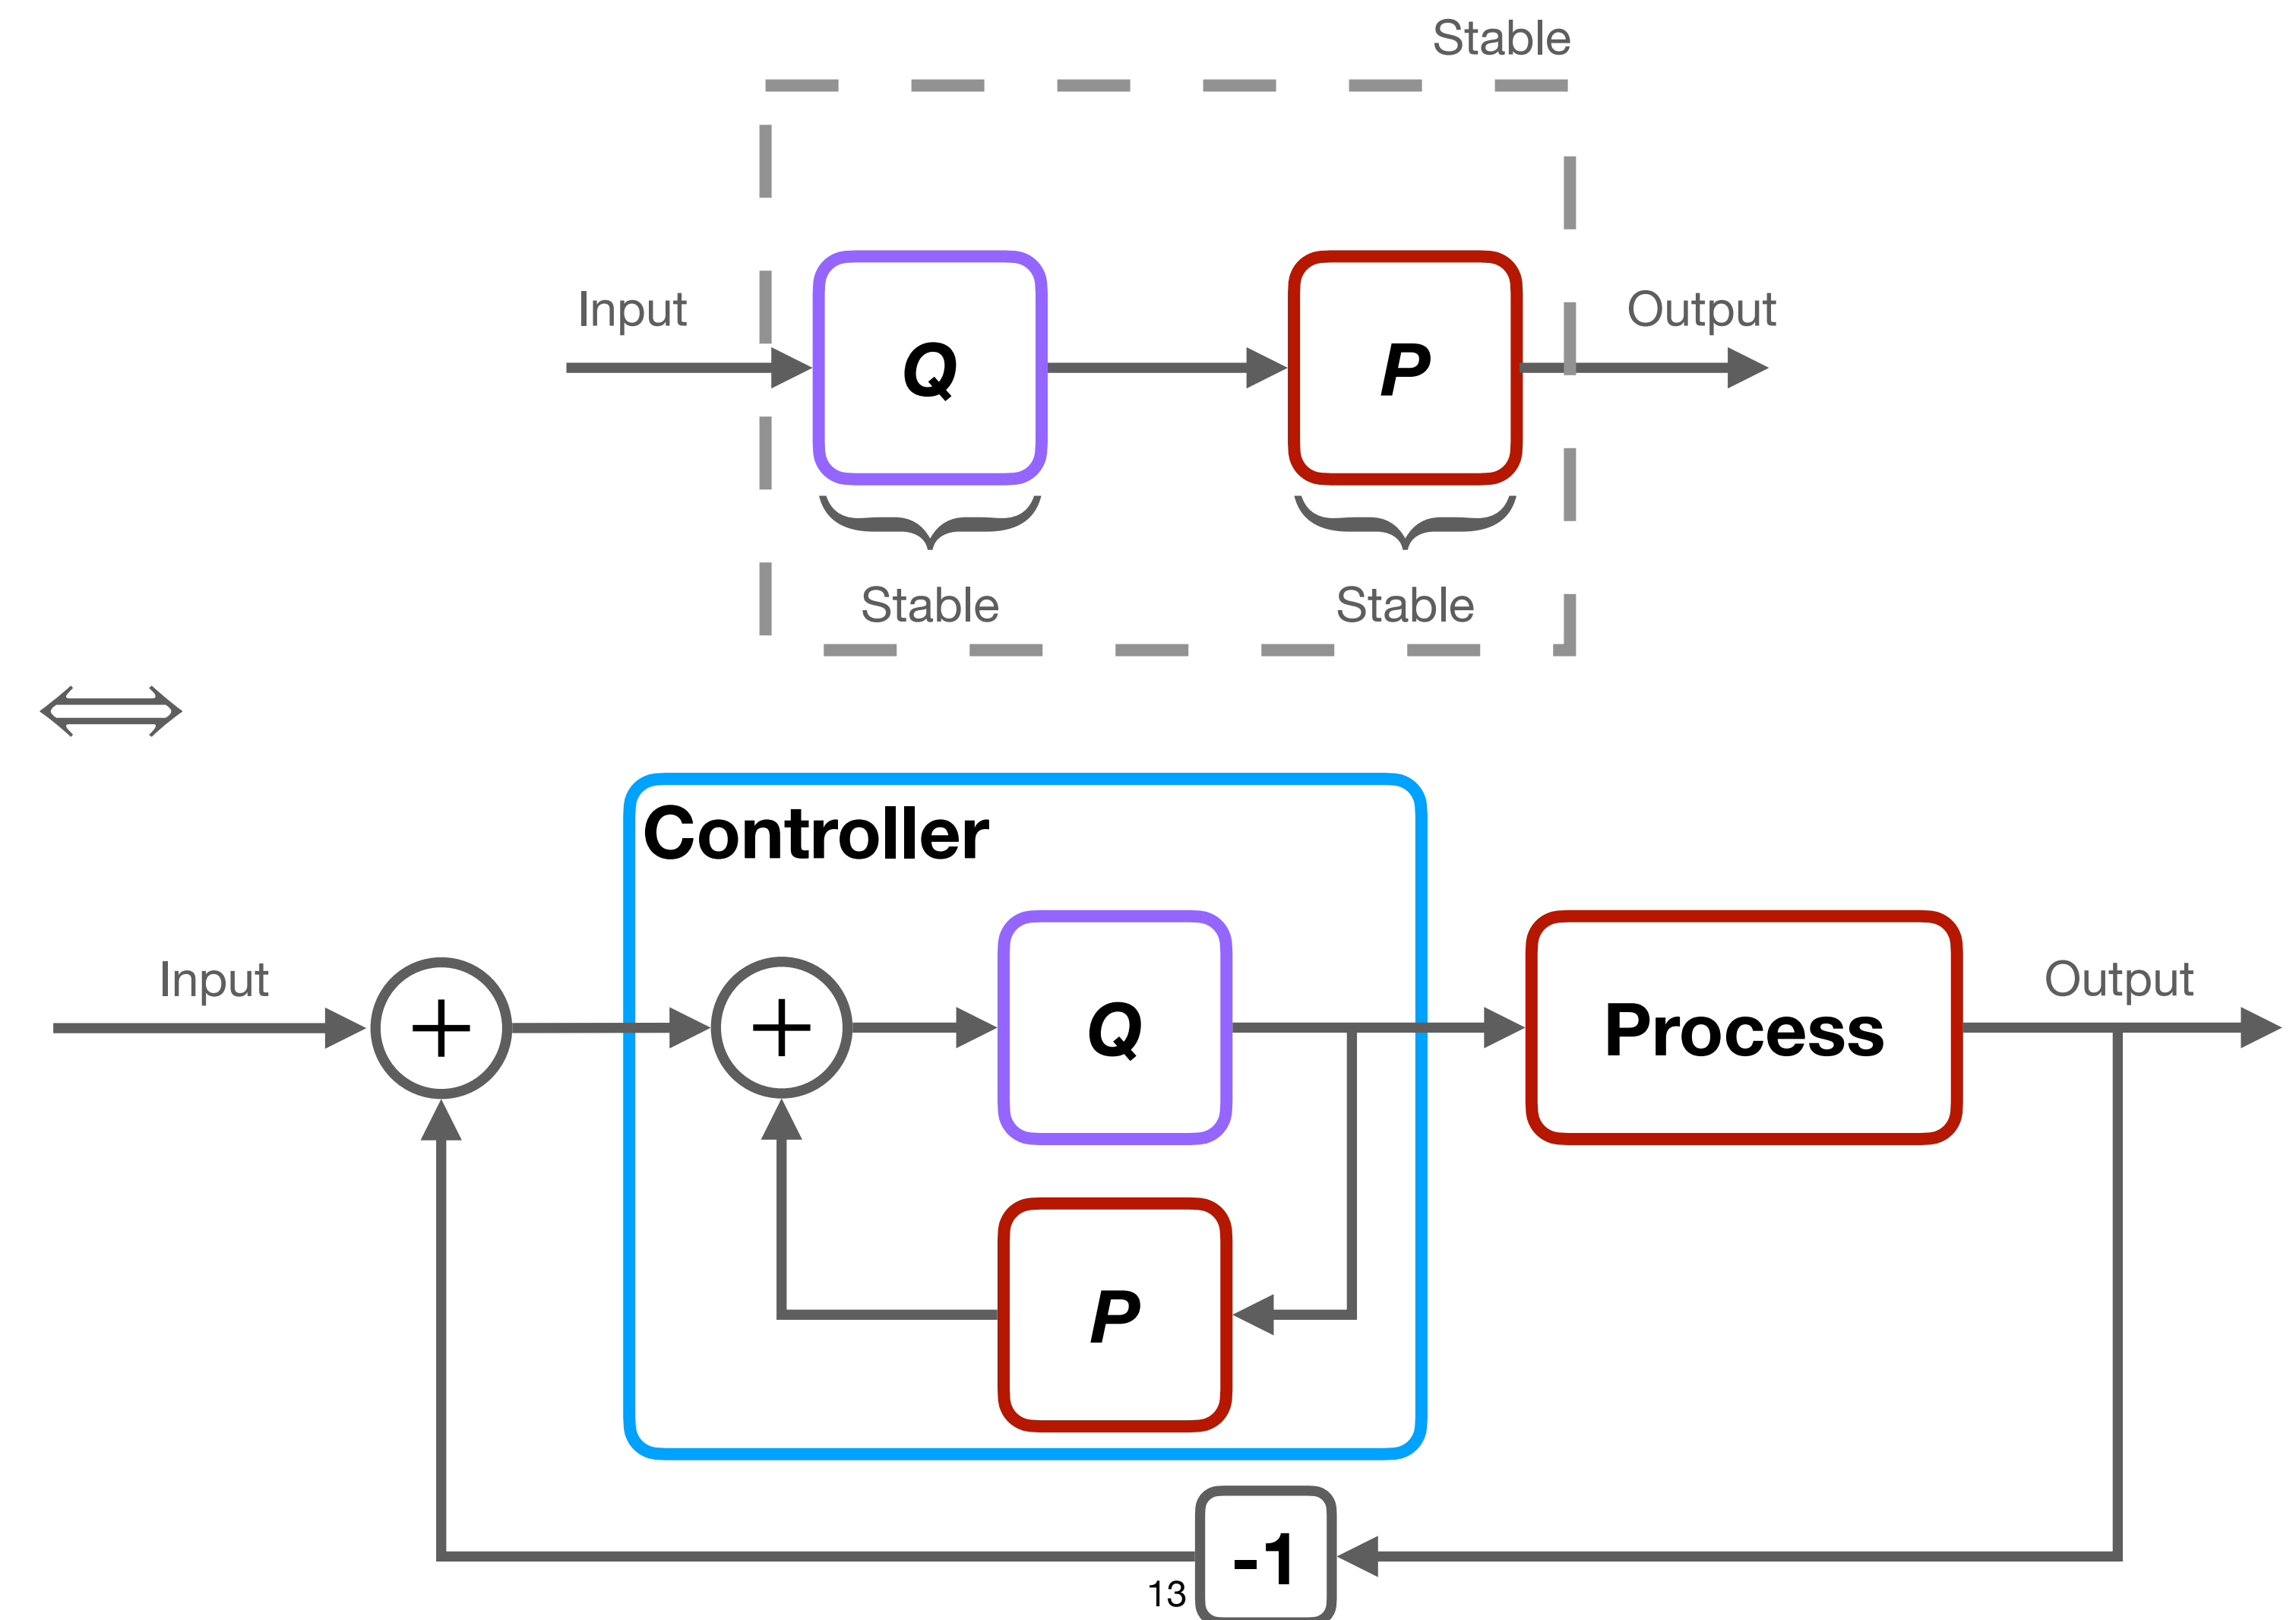 Stable
Input
Output
Q
P
Stable
Stable
Controller
Input
+
+
Q
Process
Output
P
-1
13